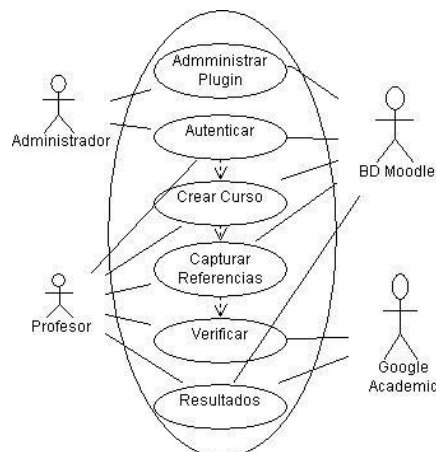 Admministrar
Plugin
Administrador
Autenticar
BD Moodle
Crear Curso
Capturar
Referencias
Profesor
Verificar
Google
Academic
Resultados